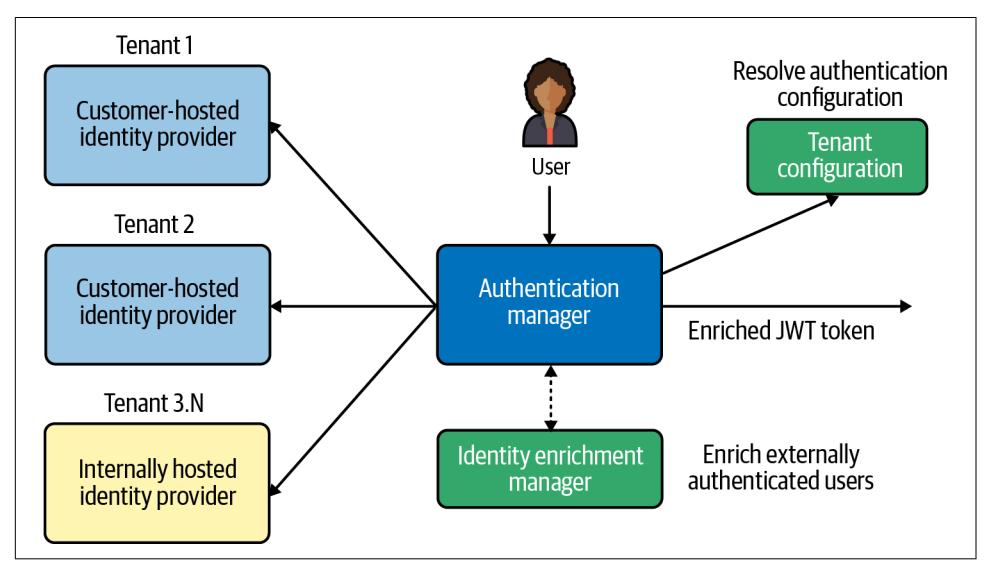 Tenant 1
Customer-hosted
identity provider
Tenant 2
Customer-hosted
identity provider
Tenant 3.N
Internally hosted
identity provider
User
Authentication
manager
Identity enrichment
manager
Resolve authentication
configuration
Tenant
configuration
Enriched JWT token
Enrich externally
authenticated users